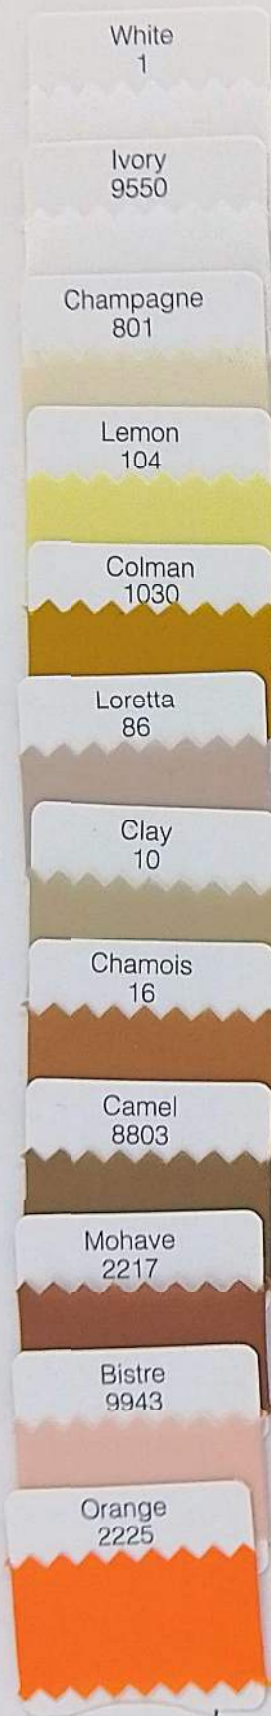 White
1
Ivory
9550
Champagne
801
Lemon
104
Colman
1030
Loretta
86
Clay
10
Chamois
16
Camel
8803
Mohave
2217
Bistre
9943
Orange
2225